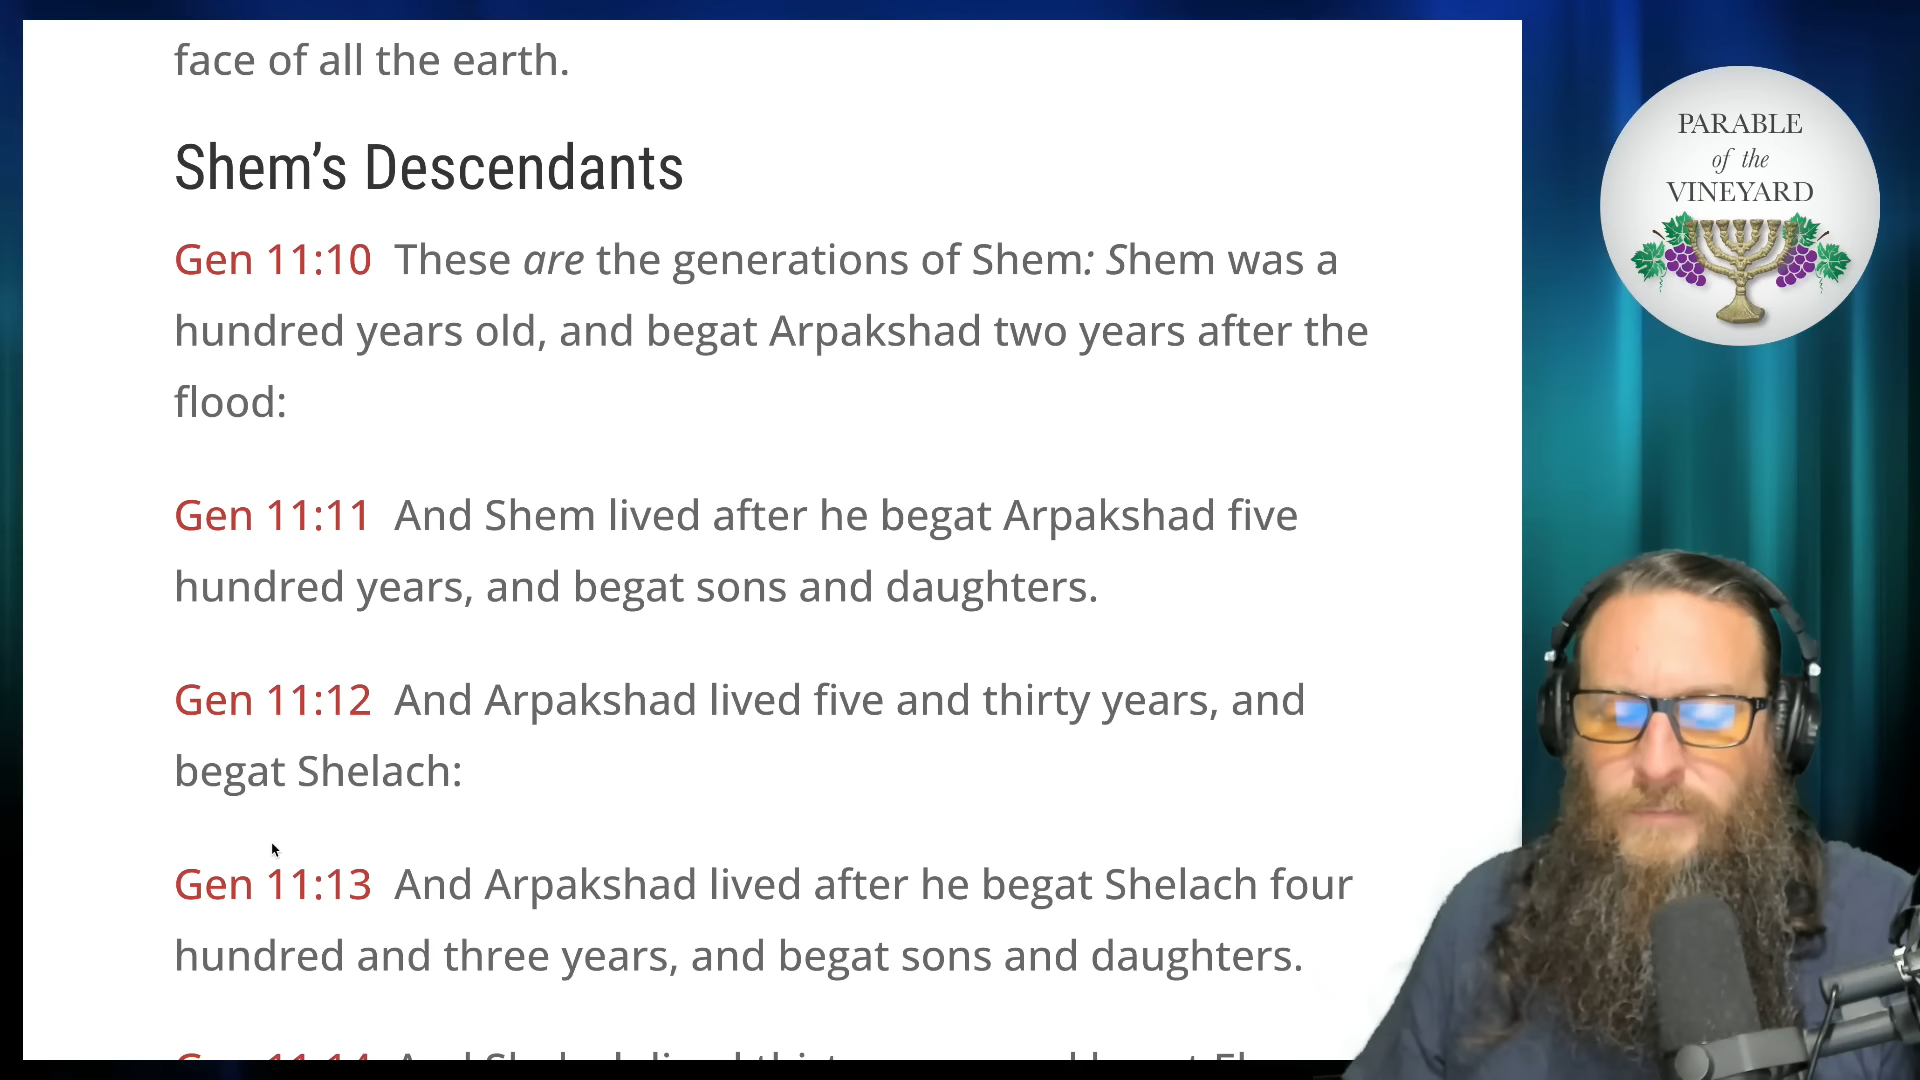 face of all the earth.
Shem’s Descendants
Gen 11:10 These are the generations of Shem: Shem was a
hundred years old, and begat Arpakshad two years after the
flood:
Gen 11:11 And Shem lived after he begat Arpakshad five
hundred years, and begat sons and daughters.
Gen 11:12 And Arpakshad lived five and thirty years, and
begat Shelach:
Gen 11:13 And Arpakshad lived after he begat Shelach four
hundred and three years, and begat sons and daughters.
PARABLE
of the
VINEYARD